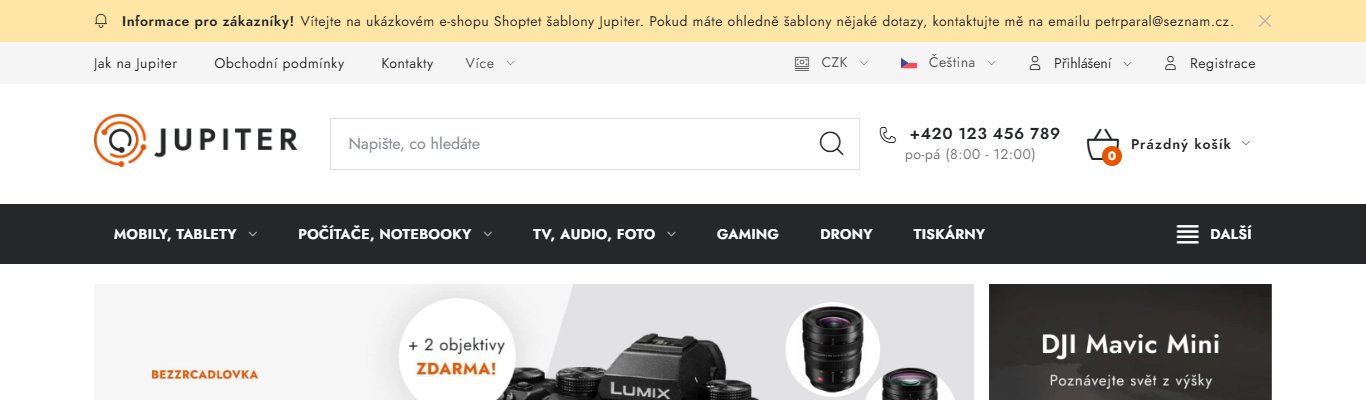 Informace pro zákazníky! Vítejte na ukázkovém e-shopu Shoptet šablony Jupiter. Pokud máte ohledně šablony nějaké dotazy, kontaktujte mě na emailu petrparal@seznam.cz.
Jak na Jupiter Obchodní podmínky Kontakty Více CZK Čeština Přihlášení Registrace
JUPITER
Napište, co hledáte
+420 123 456 789
po-pá (8:00 - 12:00)
0
Prázdný košík
MOBILY, TABLETY POČÍTAČE, NOTEBOOKY TV, AUDIO, FOTO GAMING DRONY TISKÁRNY DALŠÍ
BEZZRCADLOVKA
+ 2 objektivy
ZDARMA!
LUMIX
DJI Mavic Mini
Poznávejte svět z výšky